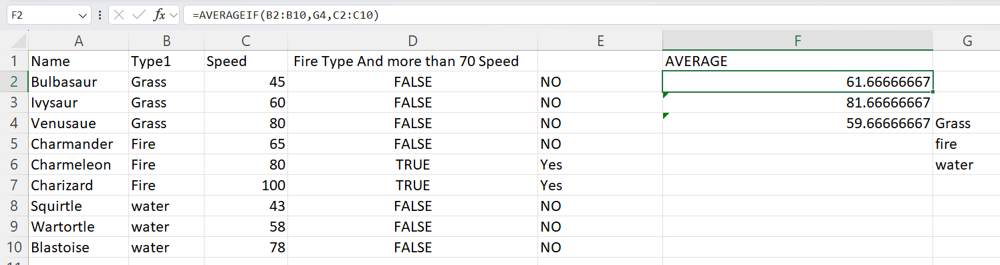 F2 fx =AVERAGEIF(B2:B10,G4,C2:C10)
A B C D E F G
1 Name Type1 Speed Fire Type And more than 70 Speed AVERAGE
2 Bulbasaur Grass 45 FALSE NO 61.66666667
3 Ivysaur Grass 60 FALSE NO 81.66666667
4 Venusaue Grass 80 FALSE NO 59.66666667 Grass
5 Charmander Fire 65 FALSE NO fire
6 Charmeleon Fire 80 TRUE Yes water
7 Charizard Fire 100 TRUE Yes
8 Squirtle water 43 FALSE NO
9 Wartortle water 58 FALSE NO
10 Blastoise water 78 FALSE NO
11